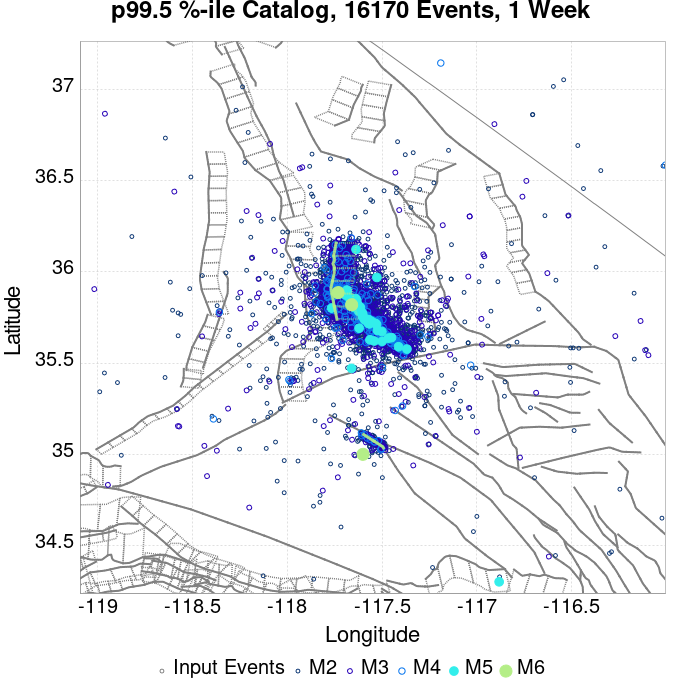 p99.5 %-ile Catalog, 16170 Events, 1 Week
37
36.5
36
35.5
35
34.5
Latitude
-119
-118.5
-118
-117.5
-117
-116.5
Longitude
Input Events
M2
M3
M4
M5
M6